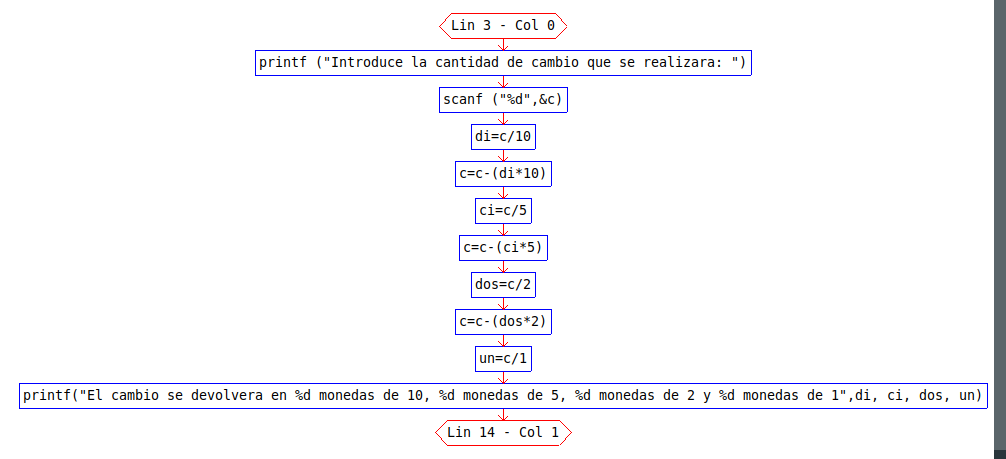 Lin 3 - Col 0
printf ("Introduce la cantidad de cambio que se realizara: ")
scanf ("%d",&c)
di=c/10
c=c-(di*10)
ci=c/5
c=c-(ci*5)
dos=c/2
c=c-(dos*2)
un=c/1
printf("El cambio se devolvera en %d monedas de 10, %d monedas de 5, %d monedas de 2 y %d monedas de 1",di, ci, dos, un)
Lin 14 - Col 1